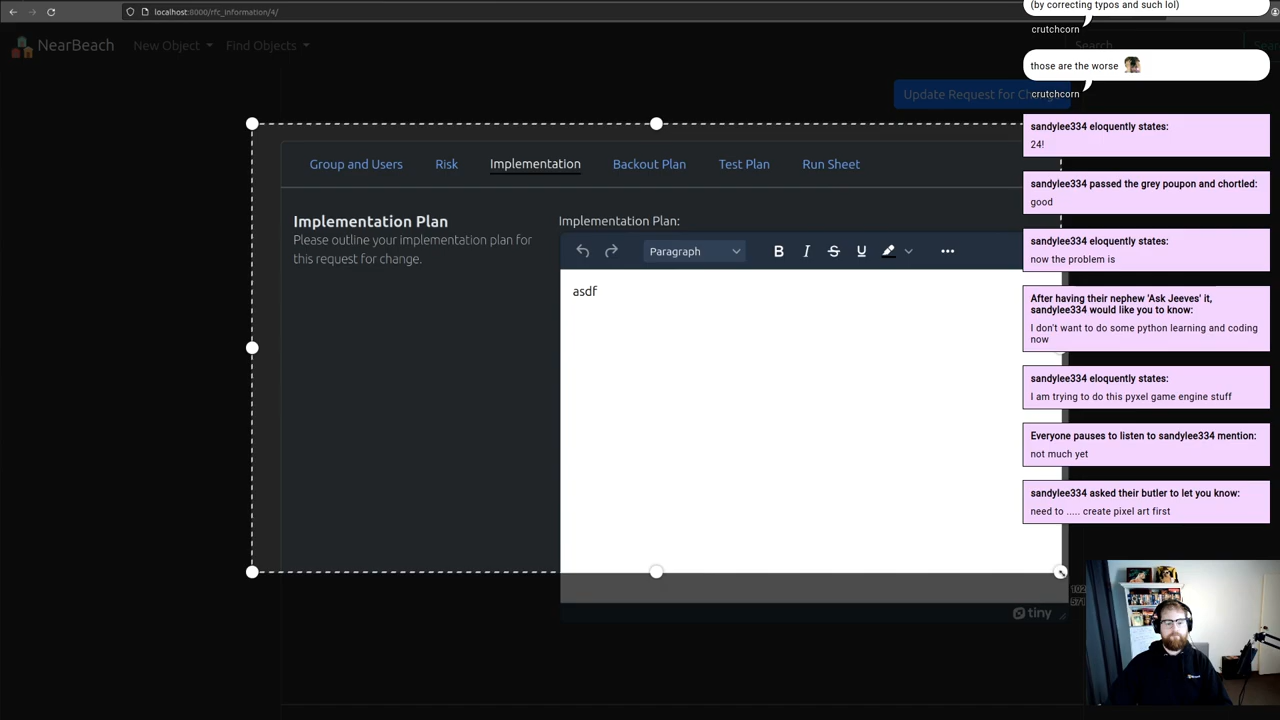 localhost:8000/rfc_information/4/
NearBeach
New Object
Find Objects
Search
Update Request for
Group and Users
Risk
Implementation
Backout Plan
Test Plan
Run Sheet
Implementation Plan
Please outline your implementation plan for
this request for change.
Implementation Plan:
Paragraph
B I S U
asdf
tiny
(by correcting typos and such lol)
crutchcorn
those are the worse
crutchcorn
sandylee334 eloquently states:
24!
sandylee334 passed the grey poupon and chortled:
good
sandylee334 eloquently states:
now the problem is
After having their nephew 'Ask Jeeves' it,
sandylee334 would like you to know:
I don't want to do some python learning and coding
now
sandylee334 eloquently states:
I am trying to do this pyxel game engine stuff
Everyone pauses to listen to sandylee334 mention:
not much yet
sandylee334 asked their butler to let you know:
need to ..... create pixel art first